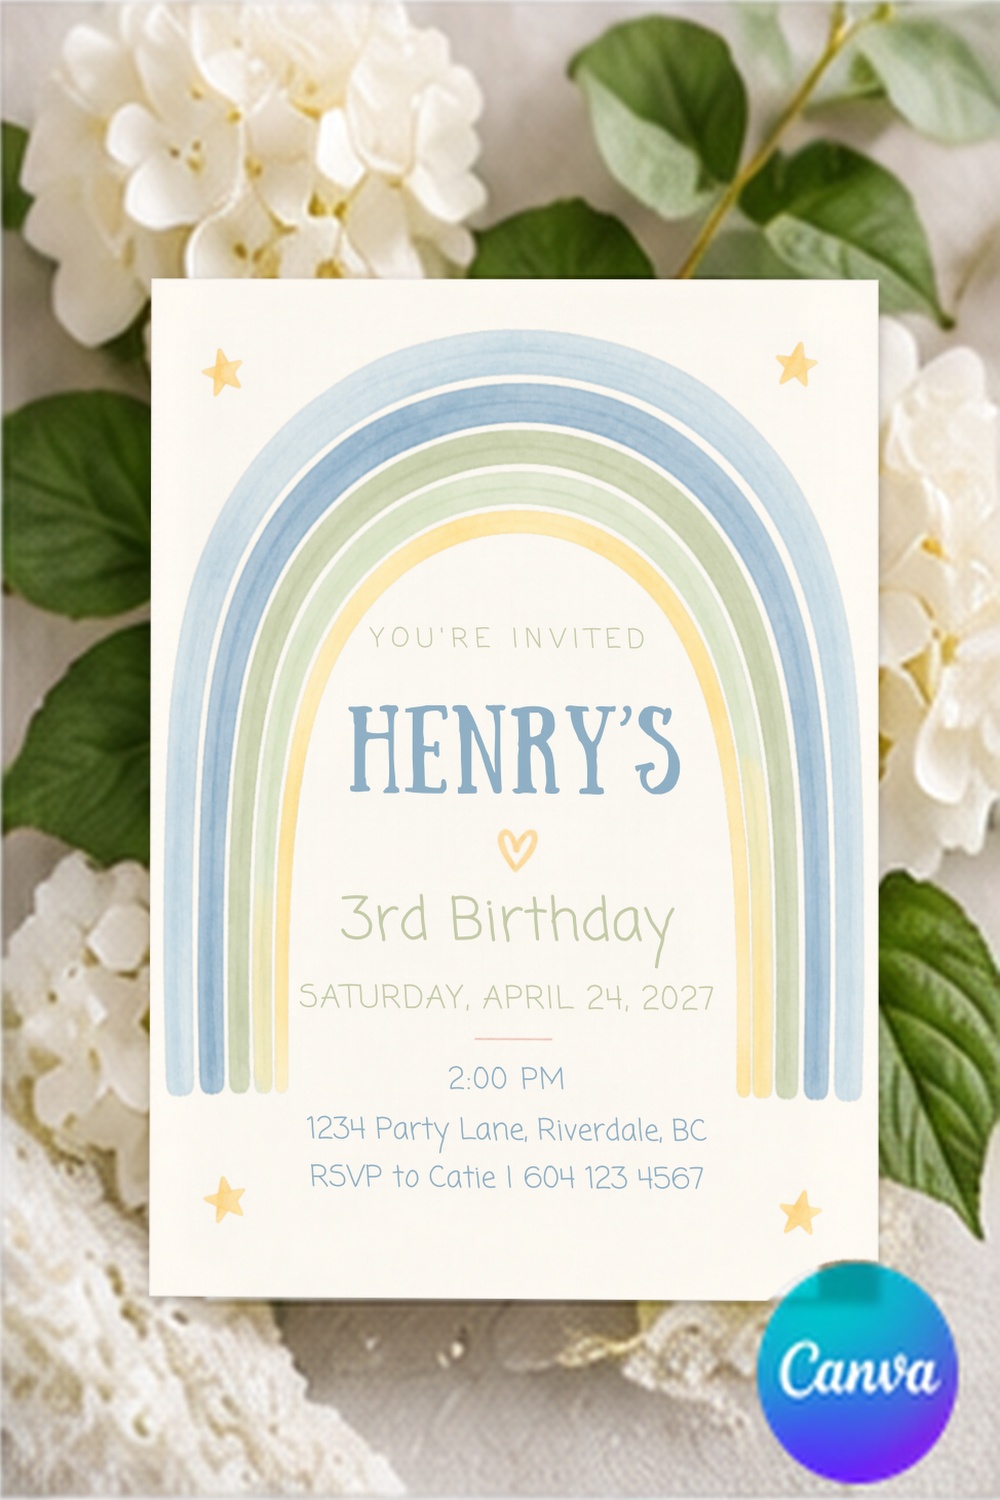 YOU'RE INVITED
HENRY'S
3rd Birthday
SATURDAY, APRIL 24, 2027
2:00 PM
1234 Party Lane, Riverdale, BC
RSVP to Catie | 604 123 4567
Canva